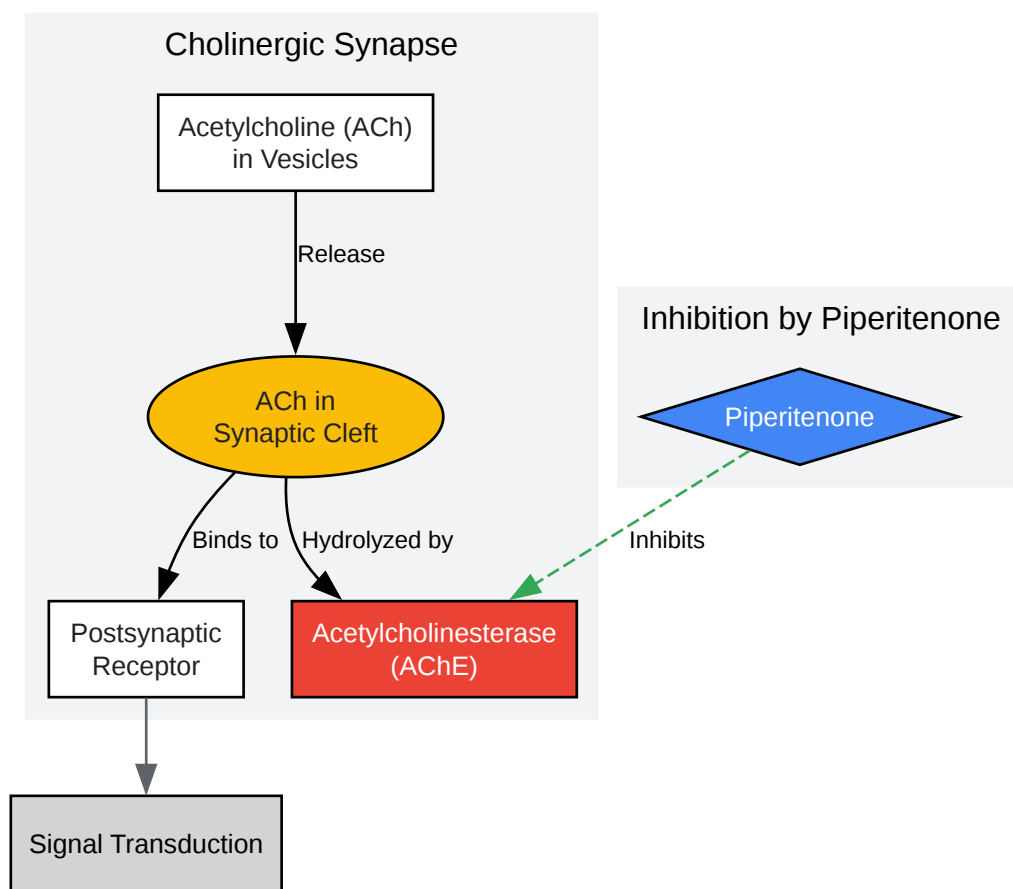 Cholinergic Synapse
Acetylcholine (ACh)
in Vesicles
Release
Inhibition by Piperitenone
ACh in
Synaptic Cleft
Piperitenone
Binds to
Hydrolyzed by
Inhibits
Postsynaptic
Receptor
Acetylcholinesterase
(AChE)
Signal Transduction